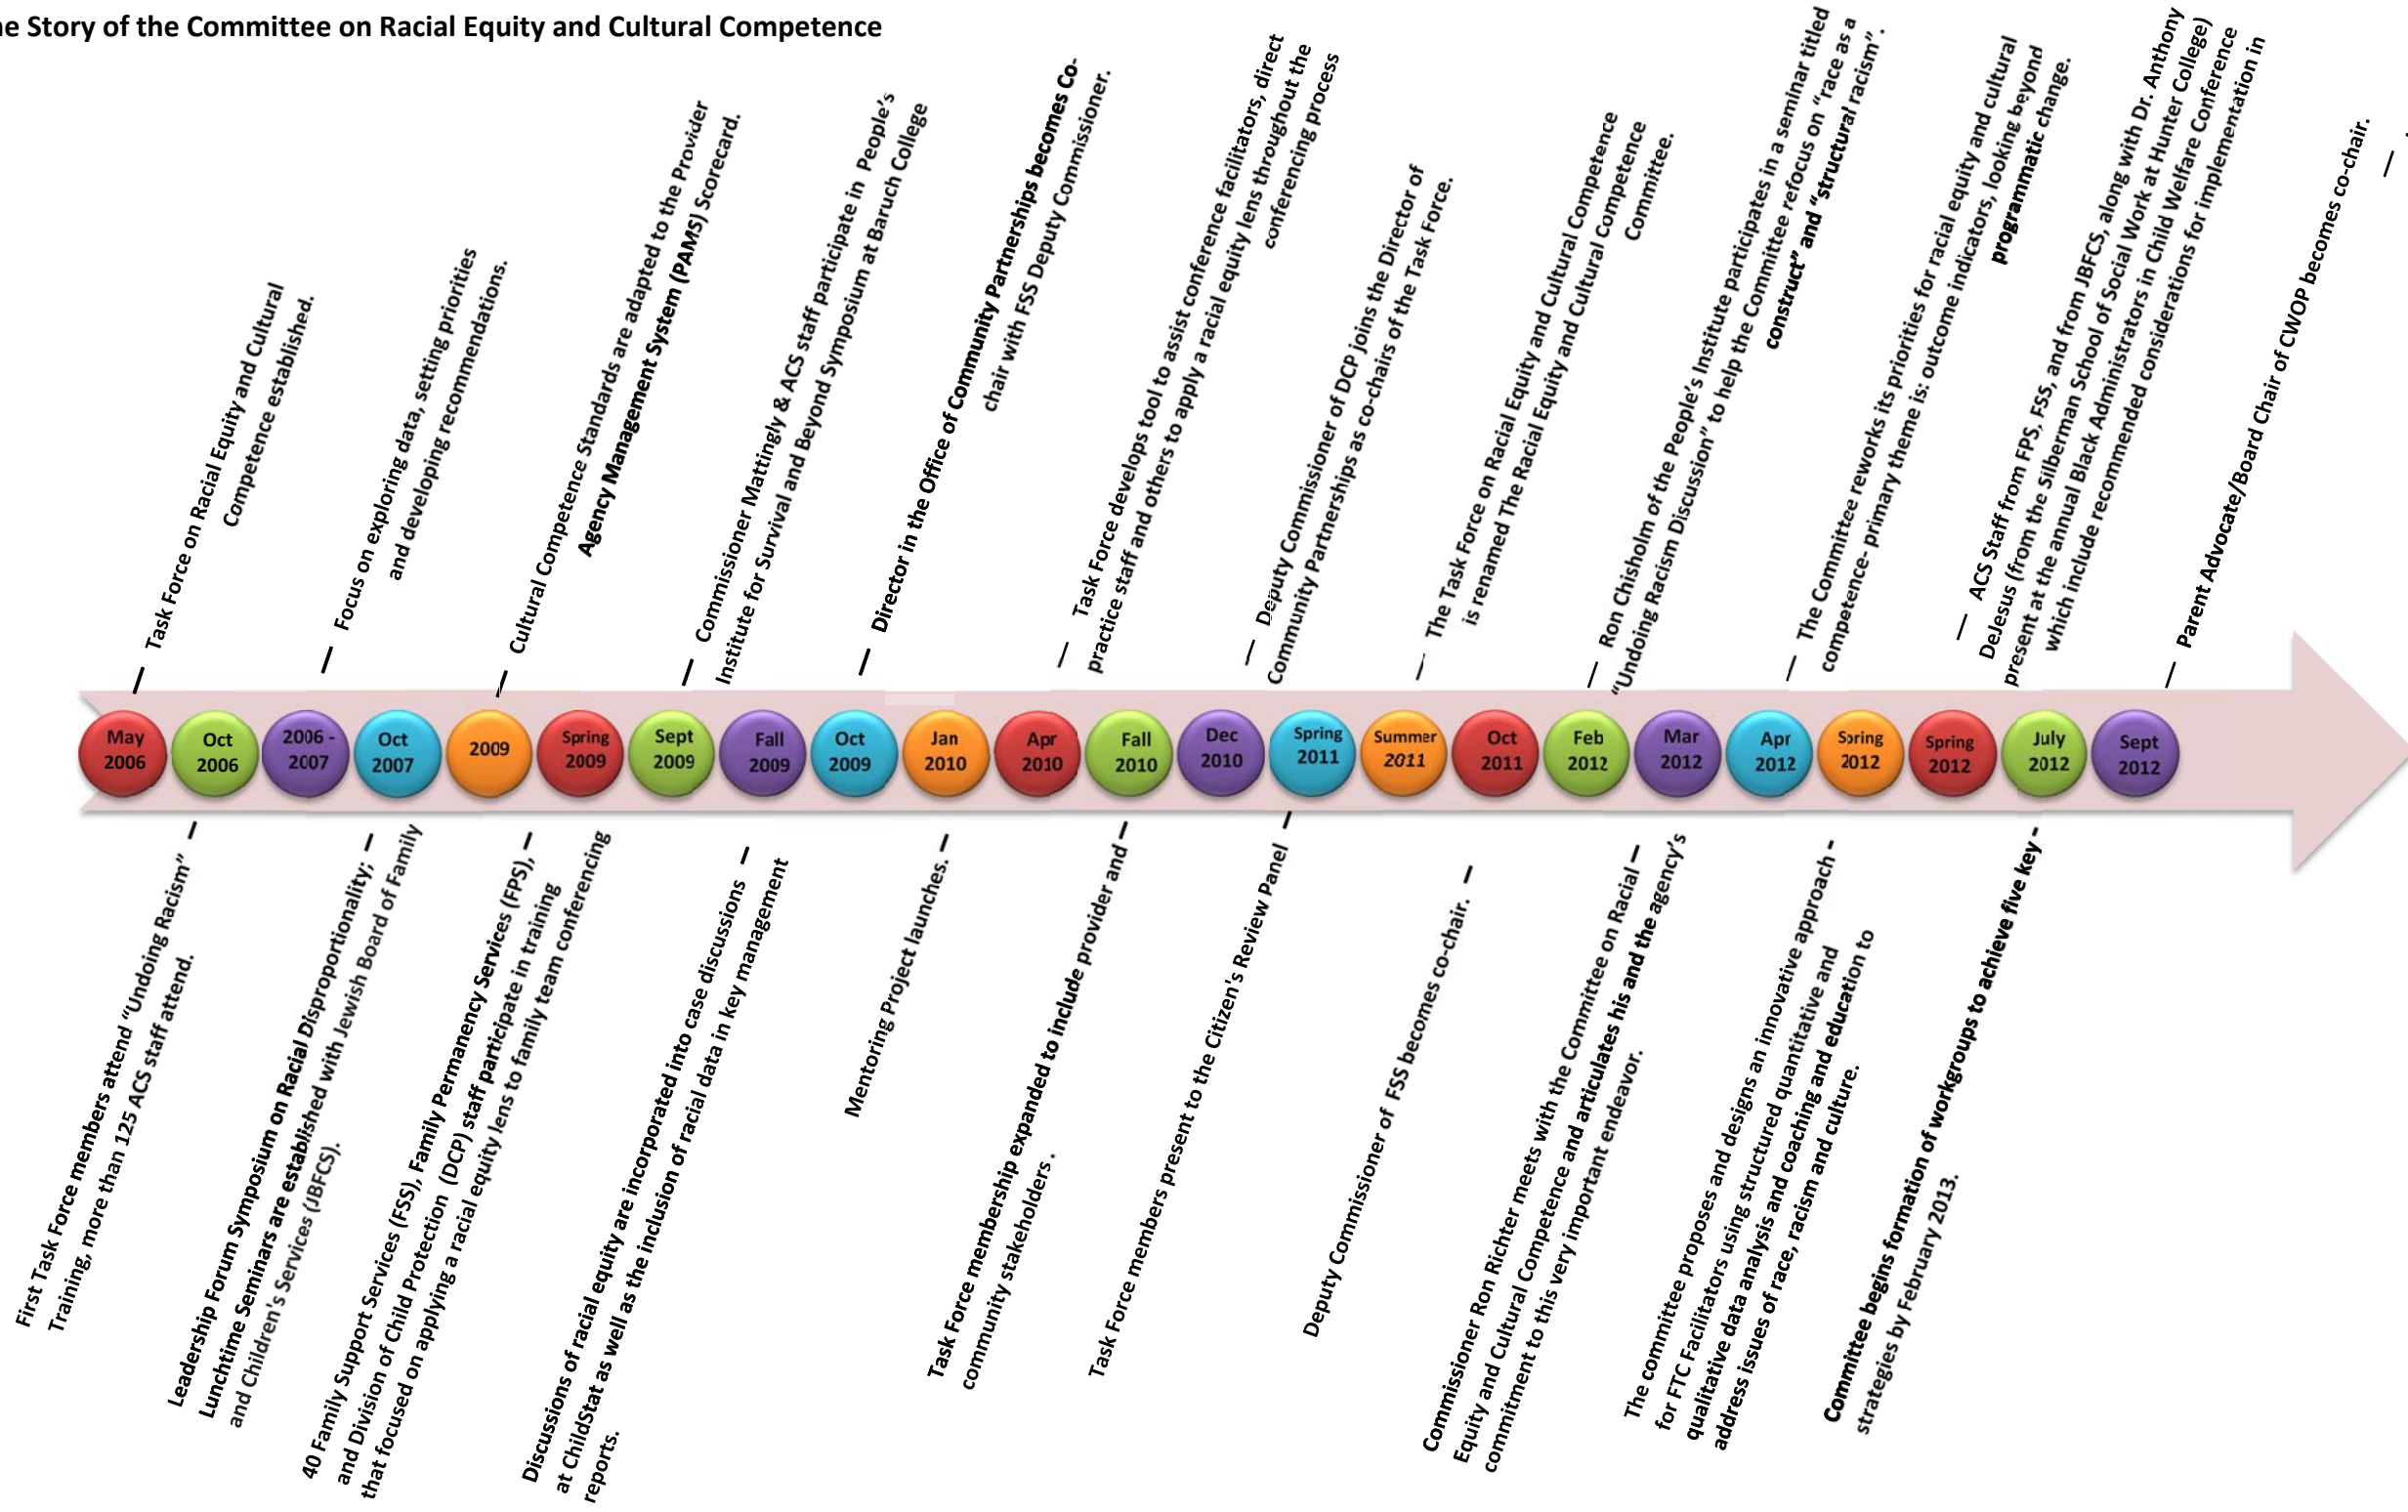 he Story of the Committee on Racial Equity and Cultural Competence
Task Force on Racial Equity and Cultural
Competence established.
Focus on exploring data, setting priorities
and developing recommendations.
Cultural Competence Standards are adapted to the Provider
Agency Management System (PAMS) Scorecard.
Commissioner Mattingly & ACS staff participate in People's
Institute for Survival and Beyond Symposium at Baruch College
Director in the Office of Community Partnerships becomes Co-
chair with FSS Deputy Commissioner.
Task Force develops tool to assist conference facilitators, direct
practice staff and others to apply a racial equity lens throughout the
conferencing process
Deputy Commissioner of DCP joins the Director of
Community Partnerships as co-chairs of the Task Force.
The Task Force on Racial Equity and Cultural Competence
is renamed The Racial Equity and Cultural Competence
Committee.
Ron Chisholm of the People's Institute participates in a seminar titled
“Undoing Racism Discussion” to help the Committee refocus on “race as a
construct” and “structural racism”.
The Committee reworks its priorities for racial equity and cultural
competence- primary theme is: outcome indicators, looking beyond
programmatic change.
ACS Staff from FPS, FSS, and from JBFCS, along with Dr. Anthony
DeJesus (from the Silberman School of Social Work at Hunter College)
present at the annual Black Administrators in Child Welfare Conference
which include recommended considerations for implementation in
Parent Advocate/Board Chair of CWOP becomes co-chair.
May
2006
Oct
2006
2006 -
2007
Oct
2007
2009
Spring
2009
Sept
2009
Fall
2009
Oct
2009
Jan
2010
Apr
2010
Fall
2010
Dec
2010
Spring
2011
Summer
2011
Oct
2011
Feb
2012
Mar
2012
Apr
2012
Spring
2012
Spring
2012
July
2012
Sept
2012
First Task Force members attend “Undoing Racism”
Training, more than 125 ACS staff attend.
Leadership Forum Symposium on Racial Disproportionality;
Lunchtime Seminars are established with Jewish Board of Family
and Children's Services (JBFCS).
40 Family Support Services (FSS), Family Permanency Services (FPS),
and Division of Child Protection (DCP) staff participate in training
that focused on applying a racial equity lens to family team conferencing
Discussions of racial equity are incorporated into case discussions
at ChildStat as well as the inclusion of racial data in key management
reports.
Mentoring Project launches.
Task Force membership expanded to include provider and
community stakeholders .
Task Force members present to the Citizen's Review Panel
Deputy Commissioner of FSS becomes co-chair.
Commissioner Ron Richter meets with the Committee on Racial
Equity and Cultural Competence and articulates his and the agency's
commitment to this very important endeavor.
The committee proposes and designs an innovative approach
for FTC Facilitators using structured quantitative and
qualitative data analysis and coaching and education to
address issues of race, racism and culture.
Committee begins formation of workgroups to achieve five key
strategies by February 2013.